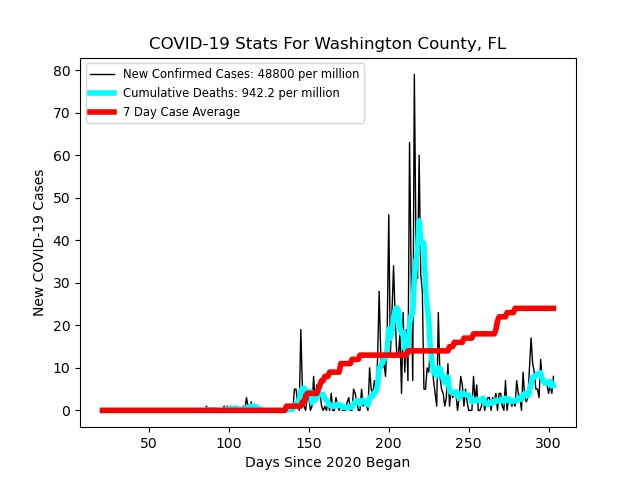 COVID-19 Stats For Washington County, FL
New Confirmed Cases: 48800 per million
Cumulative Deaths: 942.2 per million
7 Day Case Average
New COVID-19 Cases
80
70
60
50
40
30
20
10
0
50 100 150 200 250 300
Days Since 2020 Began